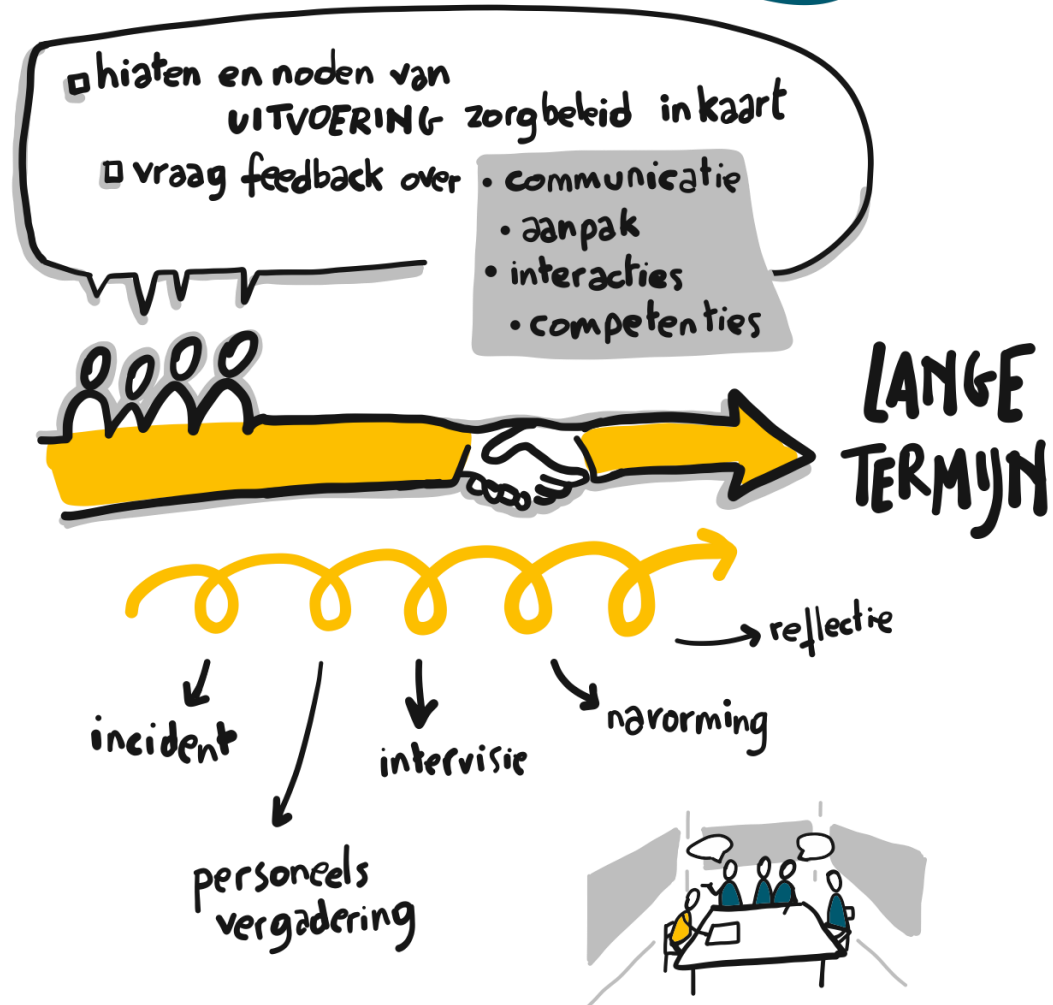 hiaten en noden van
UITVOERING zorgbeleid in kaart
vraag feedback over
• communicatie
• aanpak
• interacties
• competenties
LANGE
TERMIJN
reflectie
navorming
incident
intervisie
personeels
vergadering